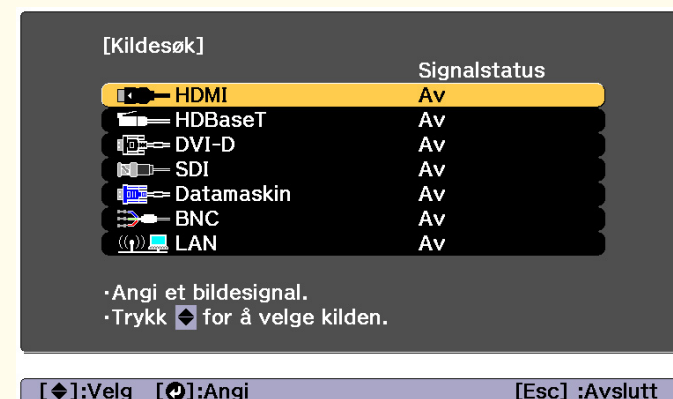 [Kildesøk]
Signalstatus
HDMI Av
HDBaseT Av
DVI-D Av
SDI Av
Datamaskin Av
BNC Av
LAN Av
·Angi et bildesignal.
·Trykk for å velge kilden.
[◆]:Velg [↵]:Angi [Esc] :Avslutt